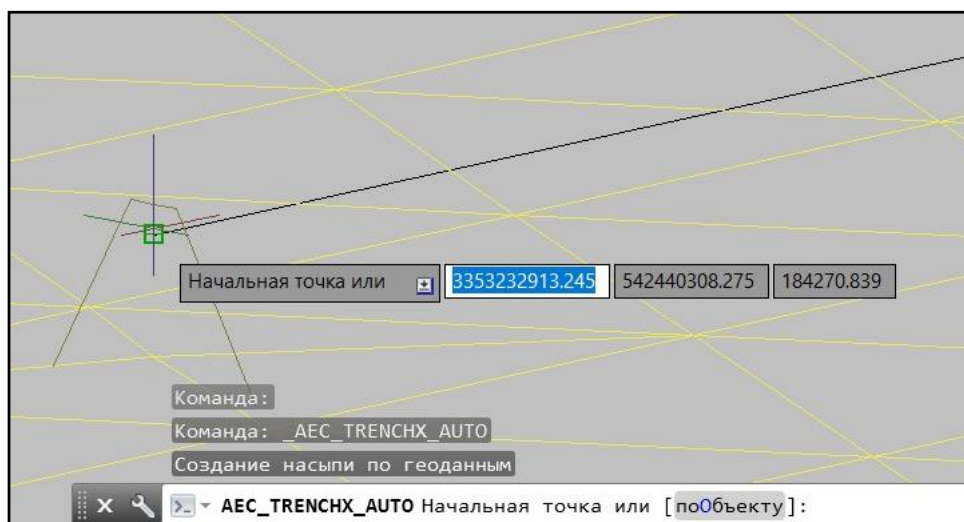 Начальная точка или 3353232913.245 542440308.275 184270.839
Команда:
Команда: _AEC_TRENCHX_AUTO
Создание насыпи по геоданным
AEC_TRENCHX_AUTO Начальная точка или [поОбъекту]: